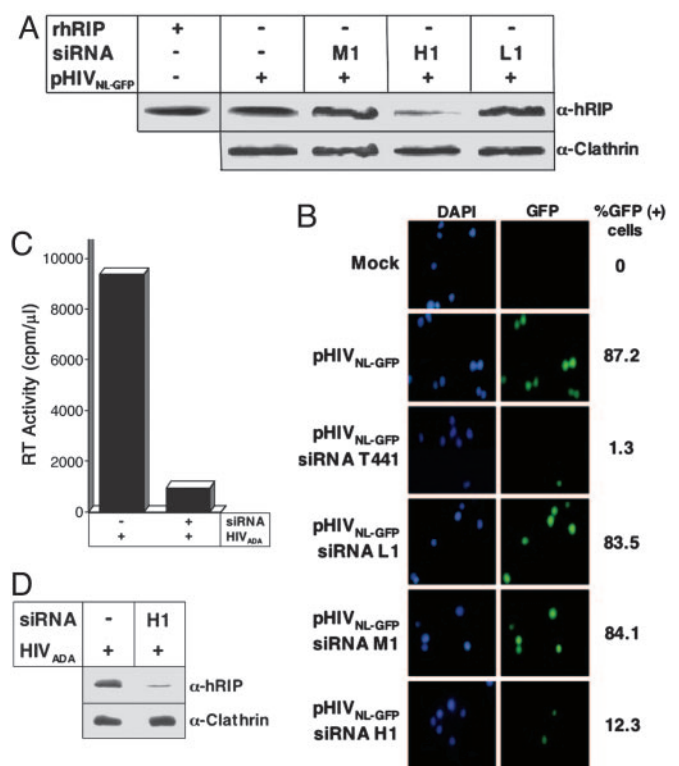 A
rhRIP + - - - -
siRNA - - M1 H1 L1
pHIVNL-GFP - + + + +
α-hRIP
α-Clathrin
B
DAPI GFP %GFP (+) cells
Mock 0
pHIVNL-GFP 87.2
pHIVNL-GFP siRNA T441 1.3
pHIVNL-GFP siRNA L1 83.5
pHIVNL-GFP siRNA M1 84.1
pHIVNL-GFP siRNA H1 12.3
C
RT Activity (cpm/µl)
10000
8000
6000
4000
2000
0
- + siRNA
+ + HIVADA
D
siRNA - H1
HIVADA + +
α-hRIP
α-Clathrin